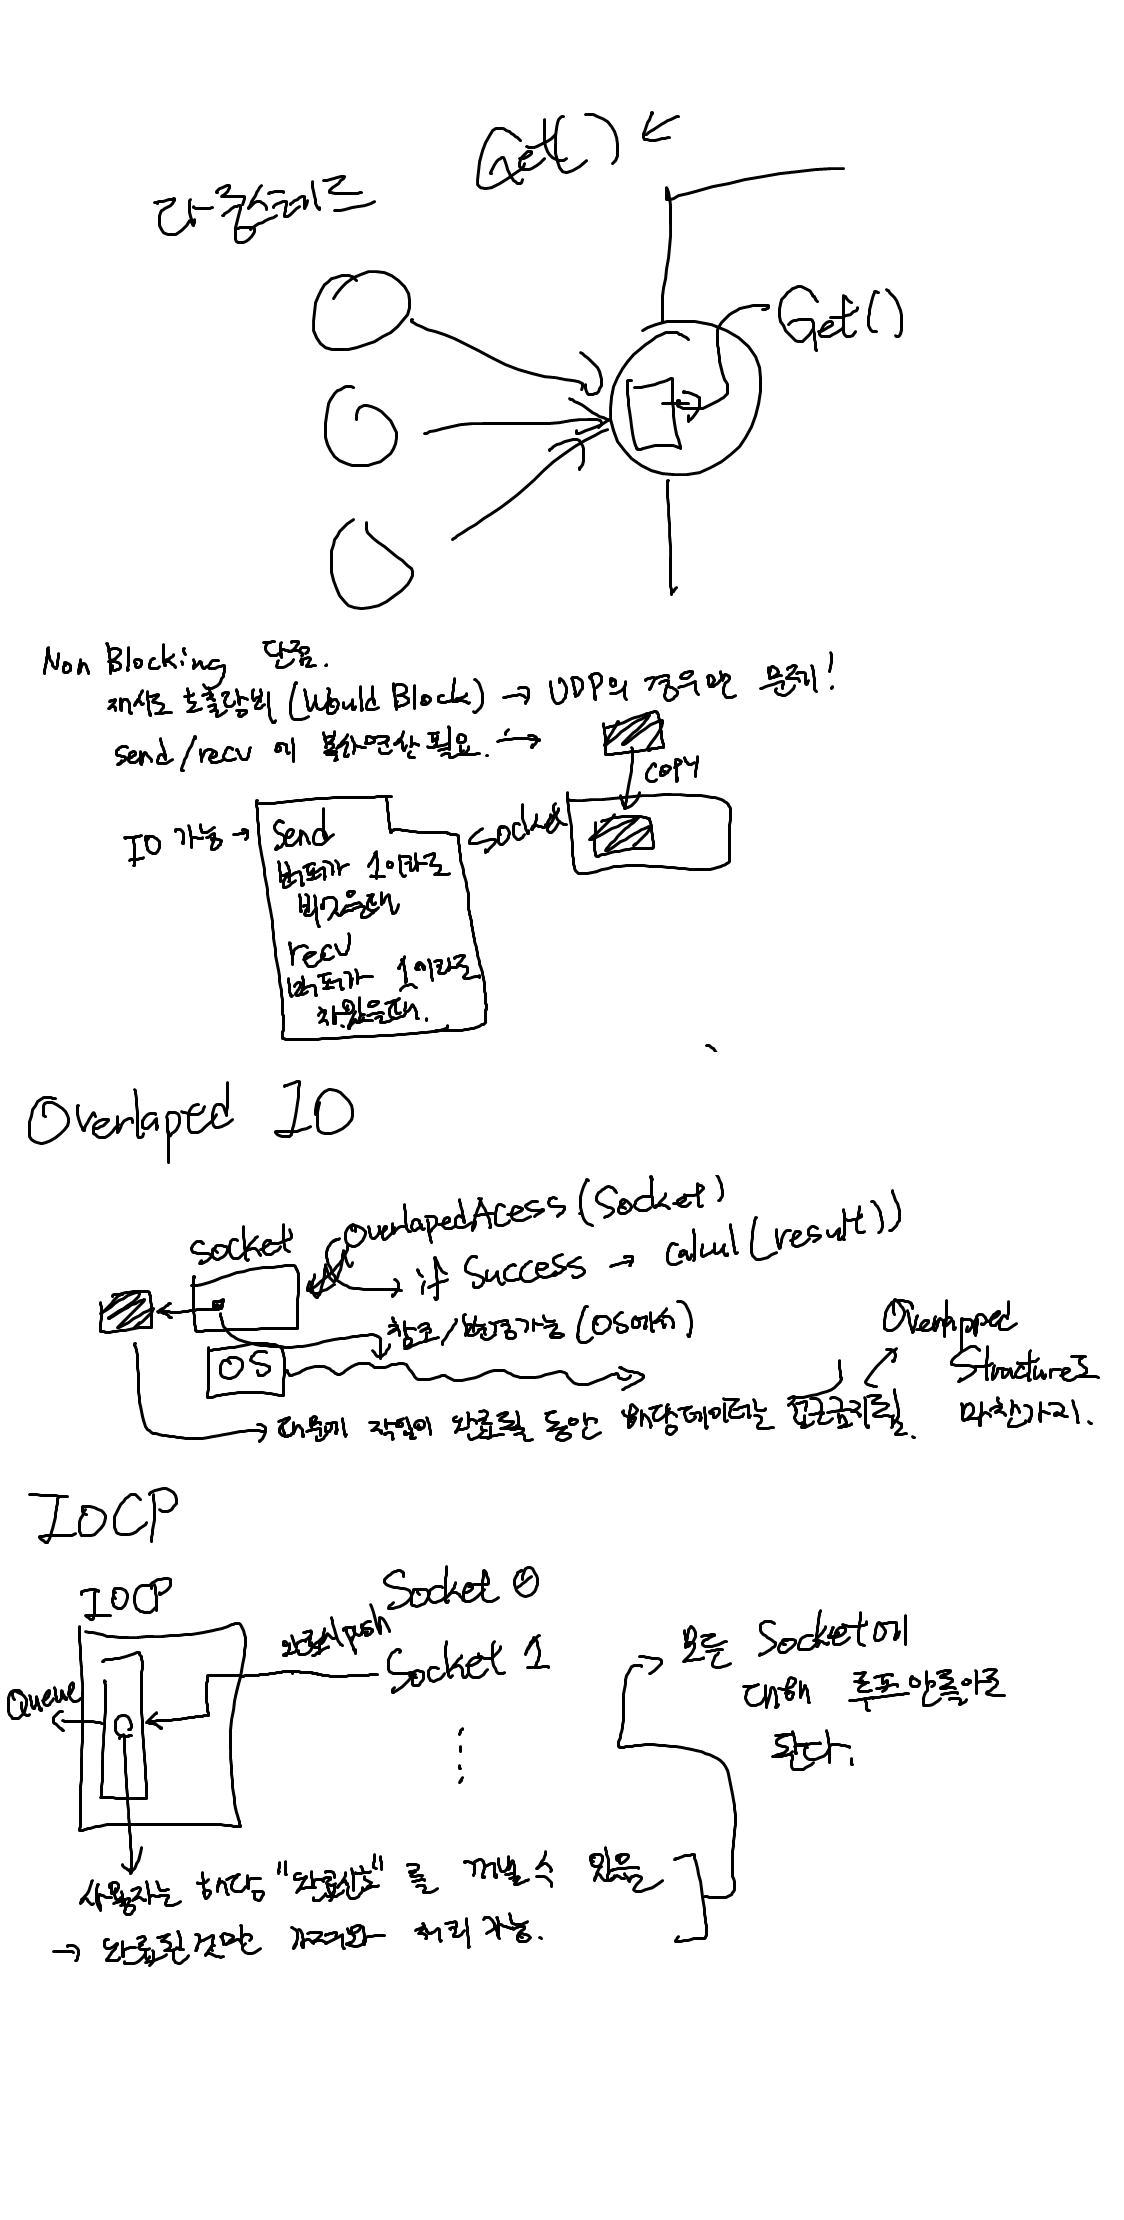 Get() ←
다중스레드
Get()
Non Blocking 단점.
재시도 호출낭비 (Would Block) → UDP의 경우만 문제!
send/recv 에 복사연산 필요. →
copy
socket
IO 가능 →
Send
버퍼가 1이라도
비었을때
recv
버퍼가 1이라도
차있을때.
Overlaped IO
OverlapedAcess(Socket)
socket
if Success → calcul(result))
참조/변경가능 (OS에서)
OS
Overlapped
Structure도
마찬가지.
때문에 작업이 완료될 동안 해당데이터는 접근금지됨.
IOCP
IOCP
Socket 0
완료시 push
Socket 1
Queue
모든 Socket에
대해 루프 안돌아도
된다.
사용자는 해당 "완료신호"를 꺼낼 수 있음
→ 완료된것만 가져와 처리 가능.